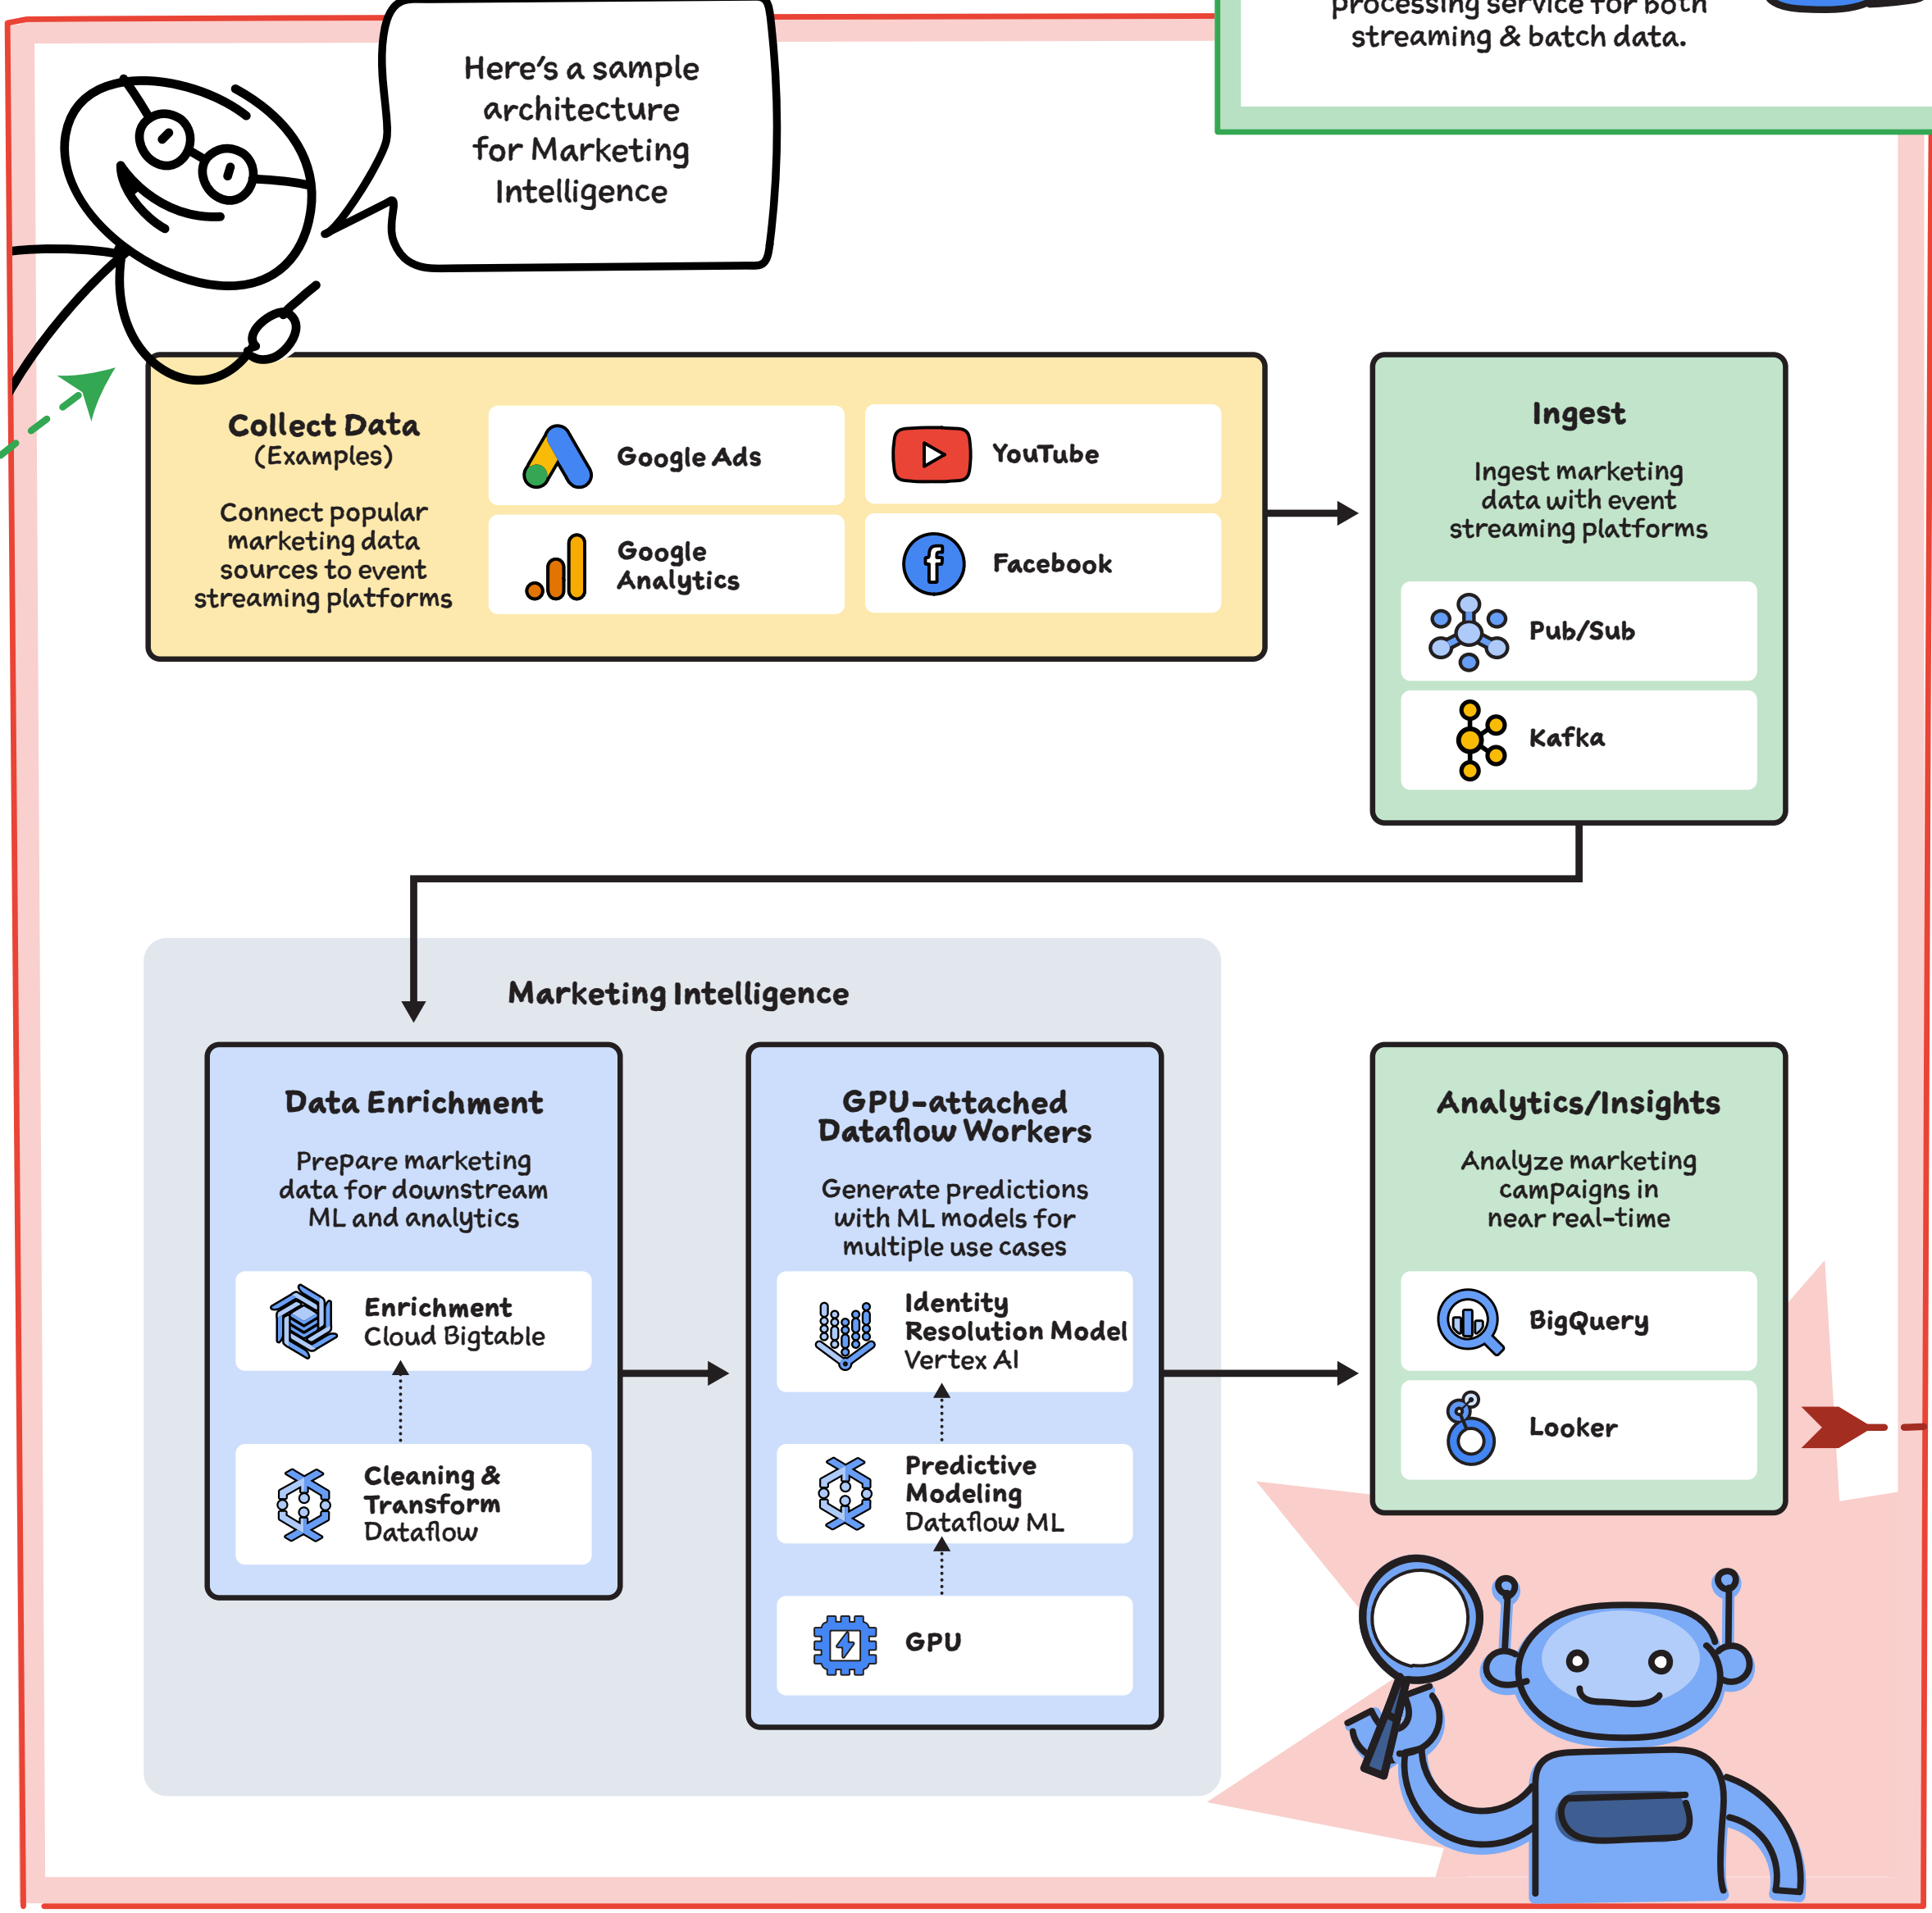 processing service for both
streaming & batch data.
Here's a sample
architecture
for Marketing
Intelligence
Collect Data
(Examples)
Connect popular
marketing data
sources to event
streaming platforms
Google Ads
YouTube
Google
Analytics
Facebook
Ingest
Ingest marketing
data with event
streaming platforms
Pub/Sub
Kafka
Marketing Intelligence
Data Enrichment
Prepare marketing
data for downstream
ML and analytics
Enrichment
Cloud Bigtable
Cleaning &
Transform
Dataflow
GPU-attached
Dataflow Workers
Generate predictions
with ML models for
multiple use cases
Identity
Resolution Model
Vertex AI
Predictive
Modeling
Dataflow ML
GPU
Analytics/Insights
Analyze marketing
campaigns in
near real-time
BigQuery
Looker